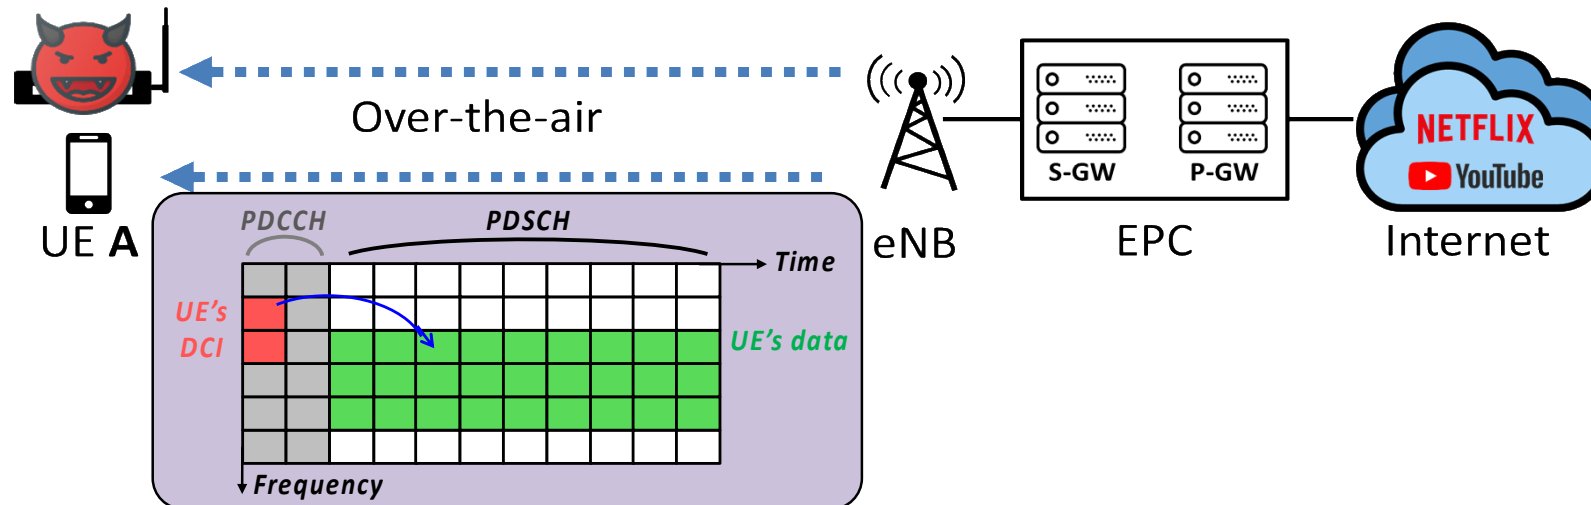 Over-the-air
UE A
PDCCH
PDSCH
Time
UE's
DCI
UE's data
Frequency
eNB
S-GW
P-GW
EPC
NETFLIX
YouTube
Internet